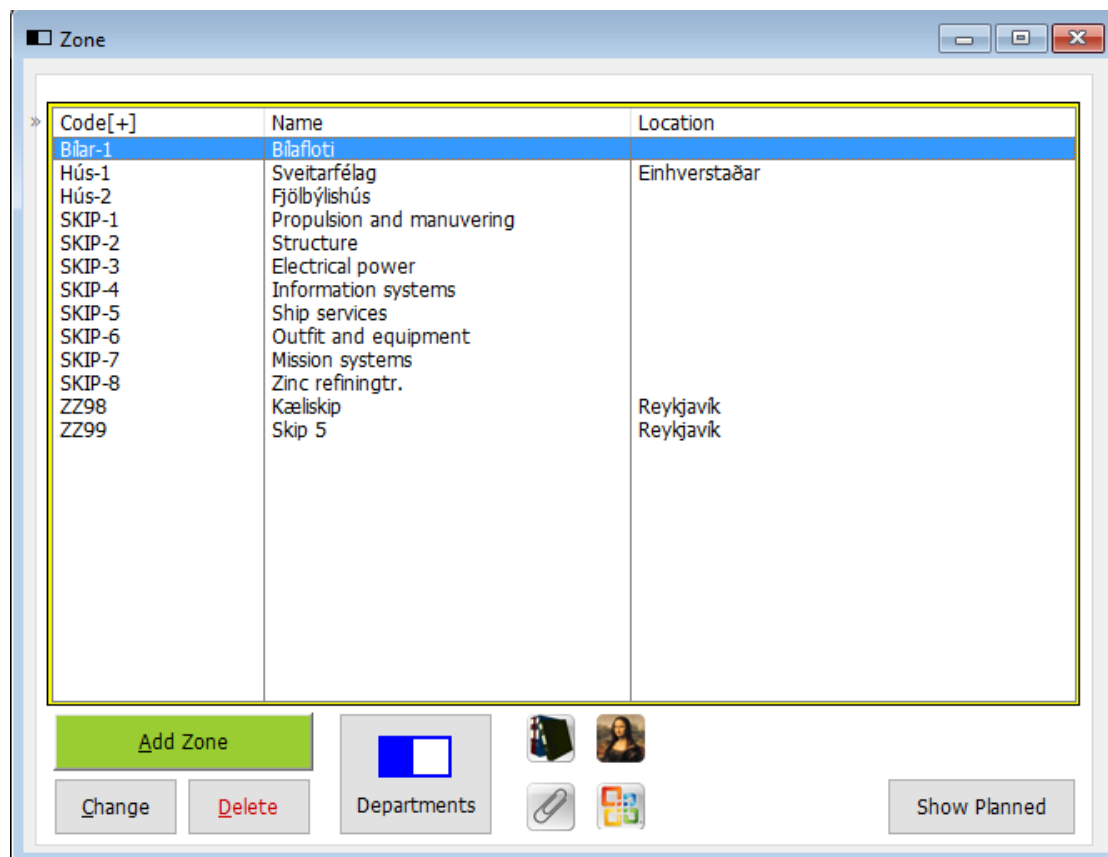 Zone
» Code[+] Name Location
Bílar-1 Bílafloti
Hús-1 Sveitarfélag Einhverstaðar
Hús-2 Fjölbýlishús
SKIP-1 Propulsion and manuvering
SKIP-2 Structure
SKIP-3 Electrical power
SKIP-4 Information systems
SKIP-5 Ship services
SKIP-6 Outfit and equipment
SKIP-7 Mission systems
SKIP-8 Zinc refiningtr.
ZZ98 Kæliskip Reykjavík
ZZ99 Skip 5 Reykjavík
Add Zone
Change Delete Departments Show Planned